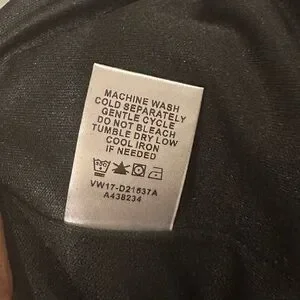 MACHINE WASH
COLD SEPARATELY
GENTLE CYCLE
DO NOT BLEACH
TUMBLE DRY LOW
COOL IRON
IF NEEDED
VW17-D21637A
A438234